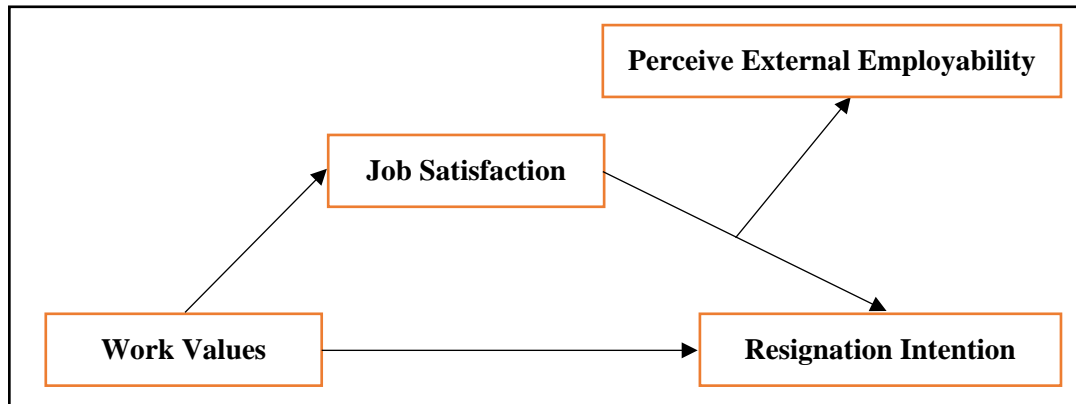 Perceive External Employability
Job Satisfaction
Work Values
Resignation Intention